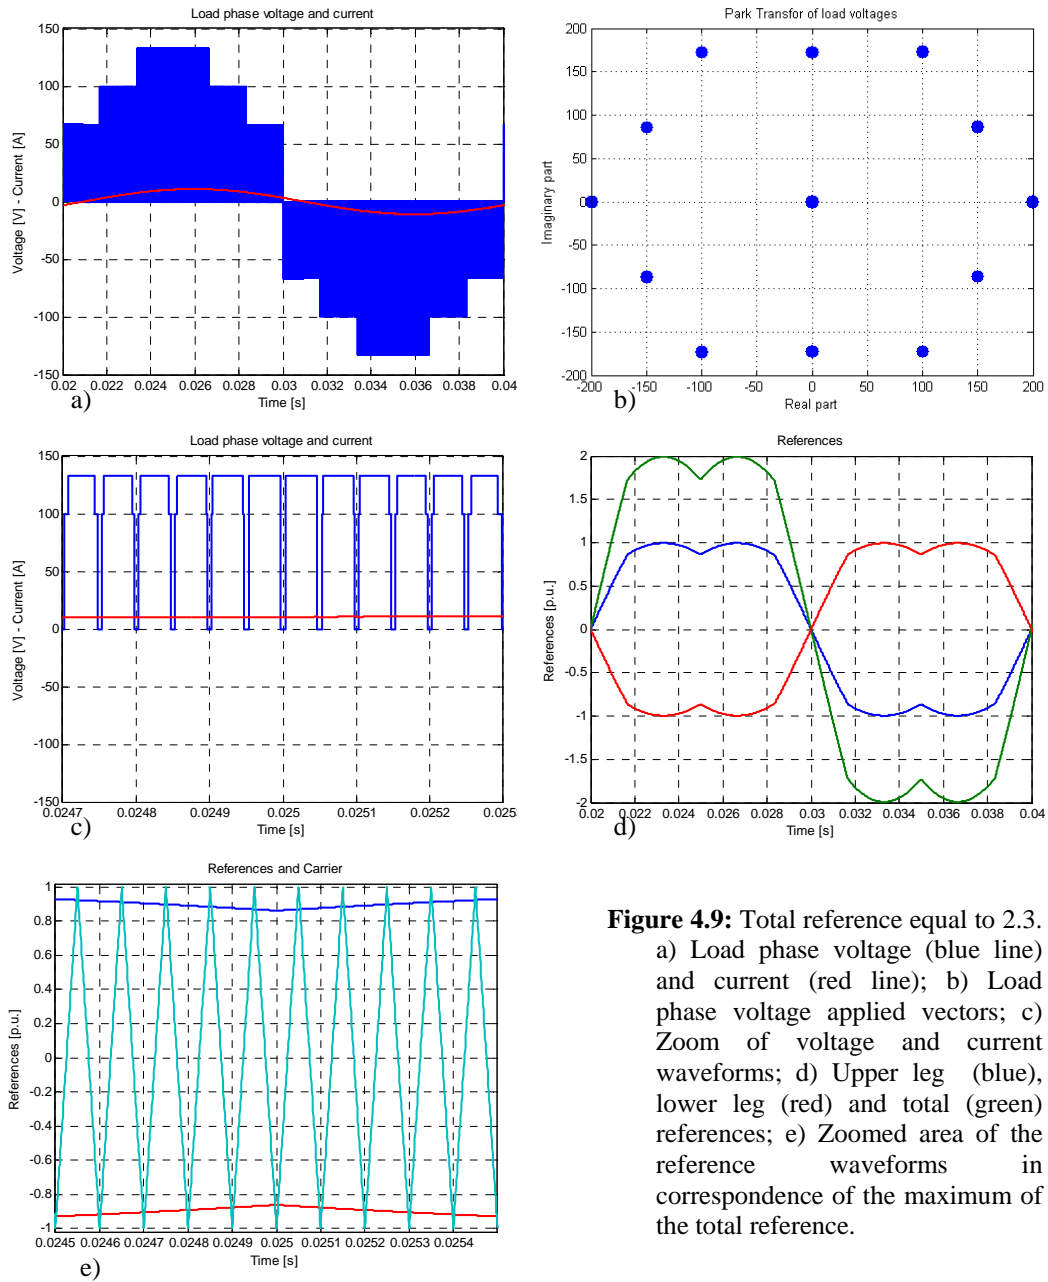 Load phase voltage and current
150
100
50
0
-50
-100
-150
Voltage [V] - Current [A]
0.02 0.022 0.024 0.026 0.028 0.03 0.032 0.034 0.036 0.038 0.04
Time [s]
a)
Park Transfor of load voltages
200
150
100
50
0
-50
-100
-150
-200
Imaginary part
-200 -150 -100 -50 0 50 100 150 200
Real part
b)
Load phase voltage and current
150
100
50
0
-50
-100
-150
Voltage [V] - Current [A]
0.0247 0.0248 0.0249 0.025 0.0251 0.0252 0.025
Time [s]
c)
References
2
1.5
1
0.5
0
-0.5
-1
-1.5
-2
References [p.u.]
0.02 0.022 0.024 0.026 0.028 0.03 0.032 0.034 0.036 0.038 0.04
Time [s]
d)
References and Carrier
1
0.8
0.6
0.4
0.2
0
-0.2
-0.4
-0.6
-0.8
-1
References [p.u.]
0.0245 0.0246 0.0247 0.0248 0.0249 0.025 0.0251 0.0252 0.0253 0.0254
Time [s]
e)
Figure 4.9: Total reference equal to 2.3.
a) Load phase voltage (blue line)
and current (red line); b) Load
phase voltage applied vectors; c)
Zoom of voltage and current
waveforms; d) Upper leg (blue),
lower leg (red) and total (green)
references; e) Zoomed area of the
reference waveforms in
correspondence of the maximum of
the total reference.